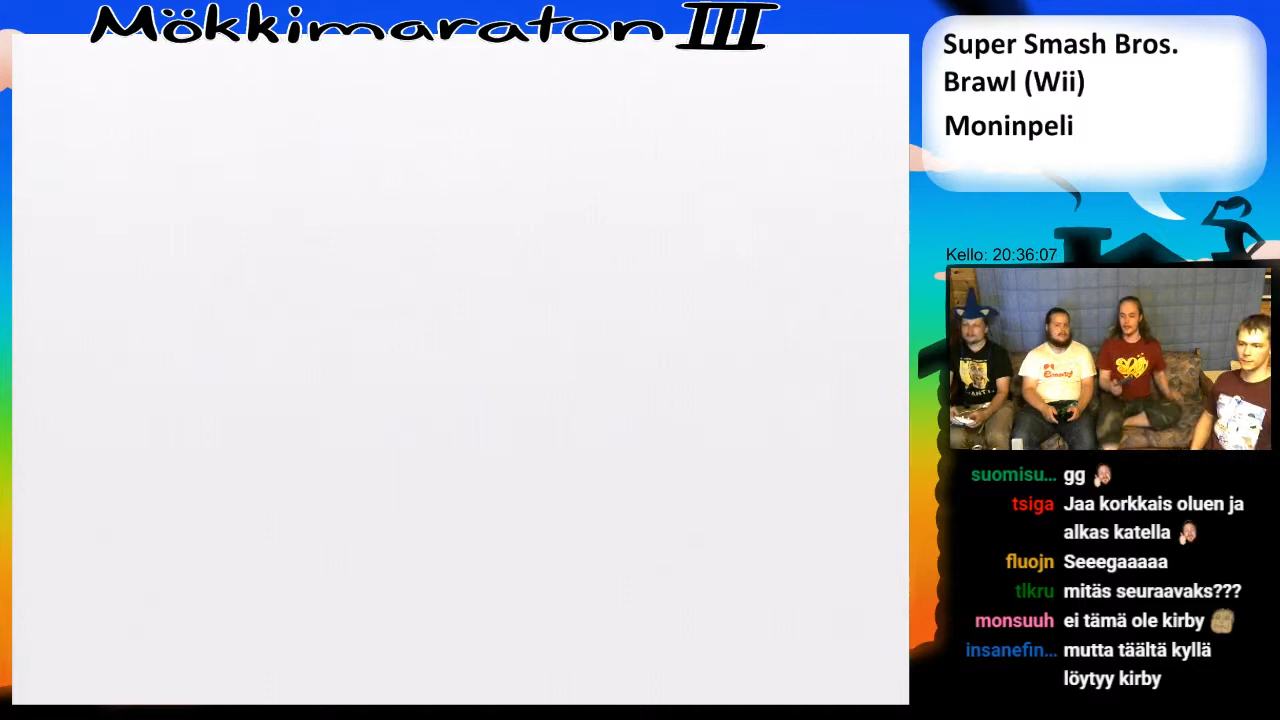 Mökkimaraton III
Super Smash Bros.
Brawl (Wii)
Moninpeli
Kello: 20:36:07
suomisu... gg
tsiga Jaa korkkais oluen ja
alkas katella
fluojn Seeegaaaaa
tlkru mitäs seuraavaks???
monsuuh ei tämä ole kirby
insanefin... mutta täältä kyllä
löytyy kirby